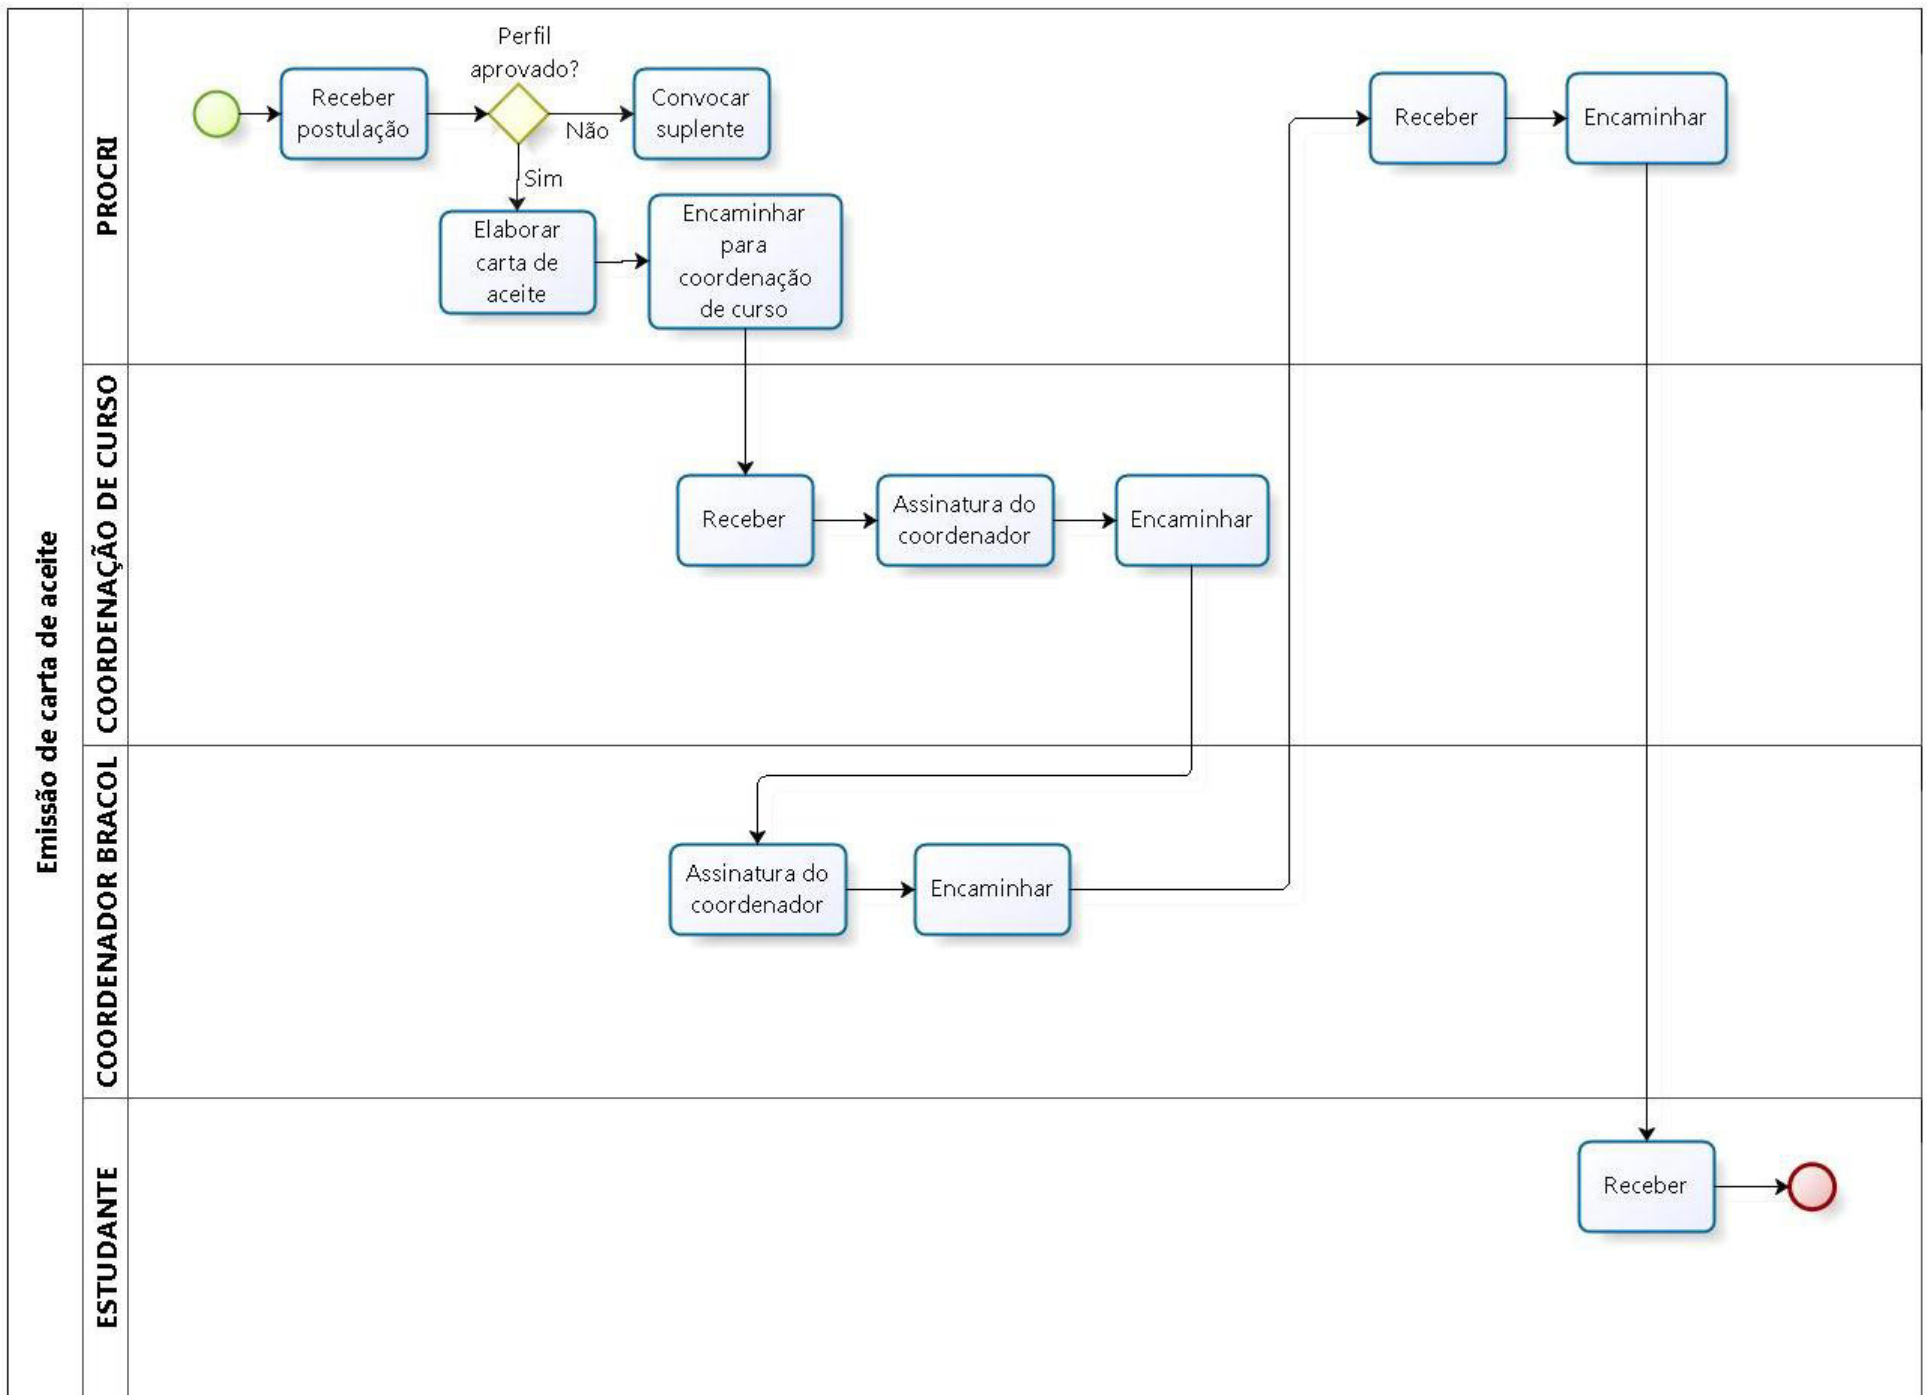 Emissão de carta de aceite
PROCRI
Receber
postulação
Perfil
aprovado?
Não
Convocar
suplente
Sim
Elaborar
carta de
aceite
Encaminhar
para
coordenação
de curso
Receber
Encaminhar
COORDENAÇÃO DE CURSO
Receber
Assinatura do
coordenador
Encaminhar
COORDENADOR BRACOL
Assinatura do
coordenador
Encaminhar
ESTUDANTE
Receber